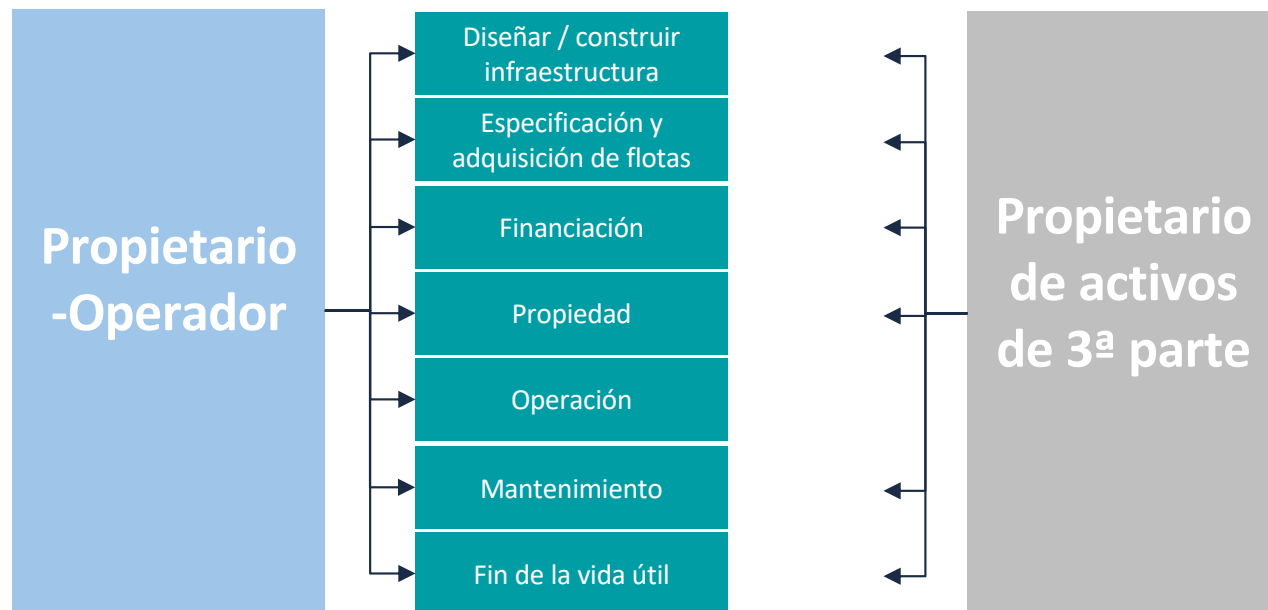 Propietario
-Operador
Diseñar / construir
infraestructura
Especificación y
adquisición de flotas
Financiación
Propiedad
Operación
Mantenimiento
Fin de la vida útil
Propietario
de activos
de 3ª parte